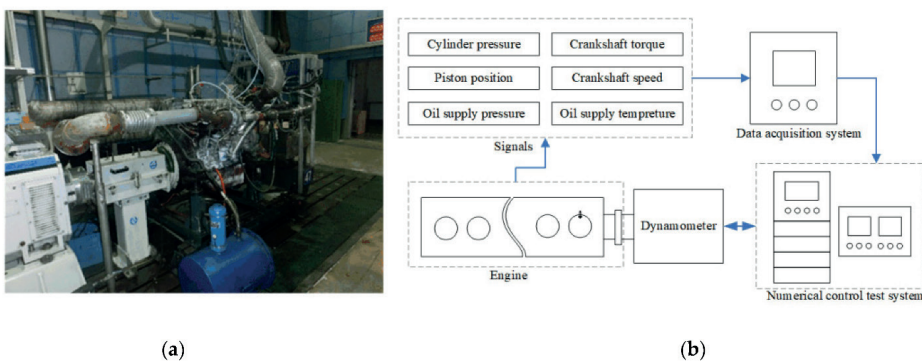 Cylinder pressure
Crankshaft torque
Piston position
Crankshaft speed
Oil supply pressure
Oil supply tempreture
Signals
Data acquisition system
Engine
Dynamometer
Numerical control test system
(a)
(b)